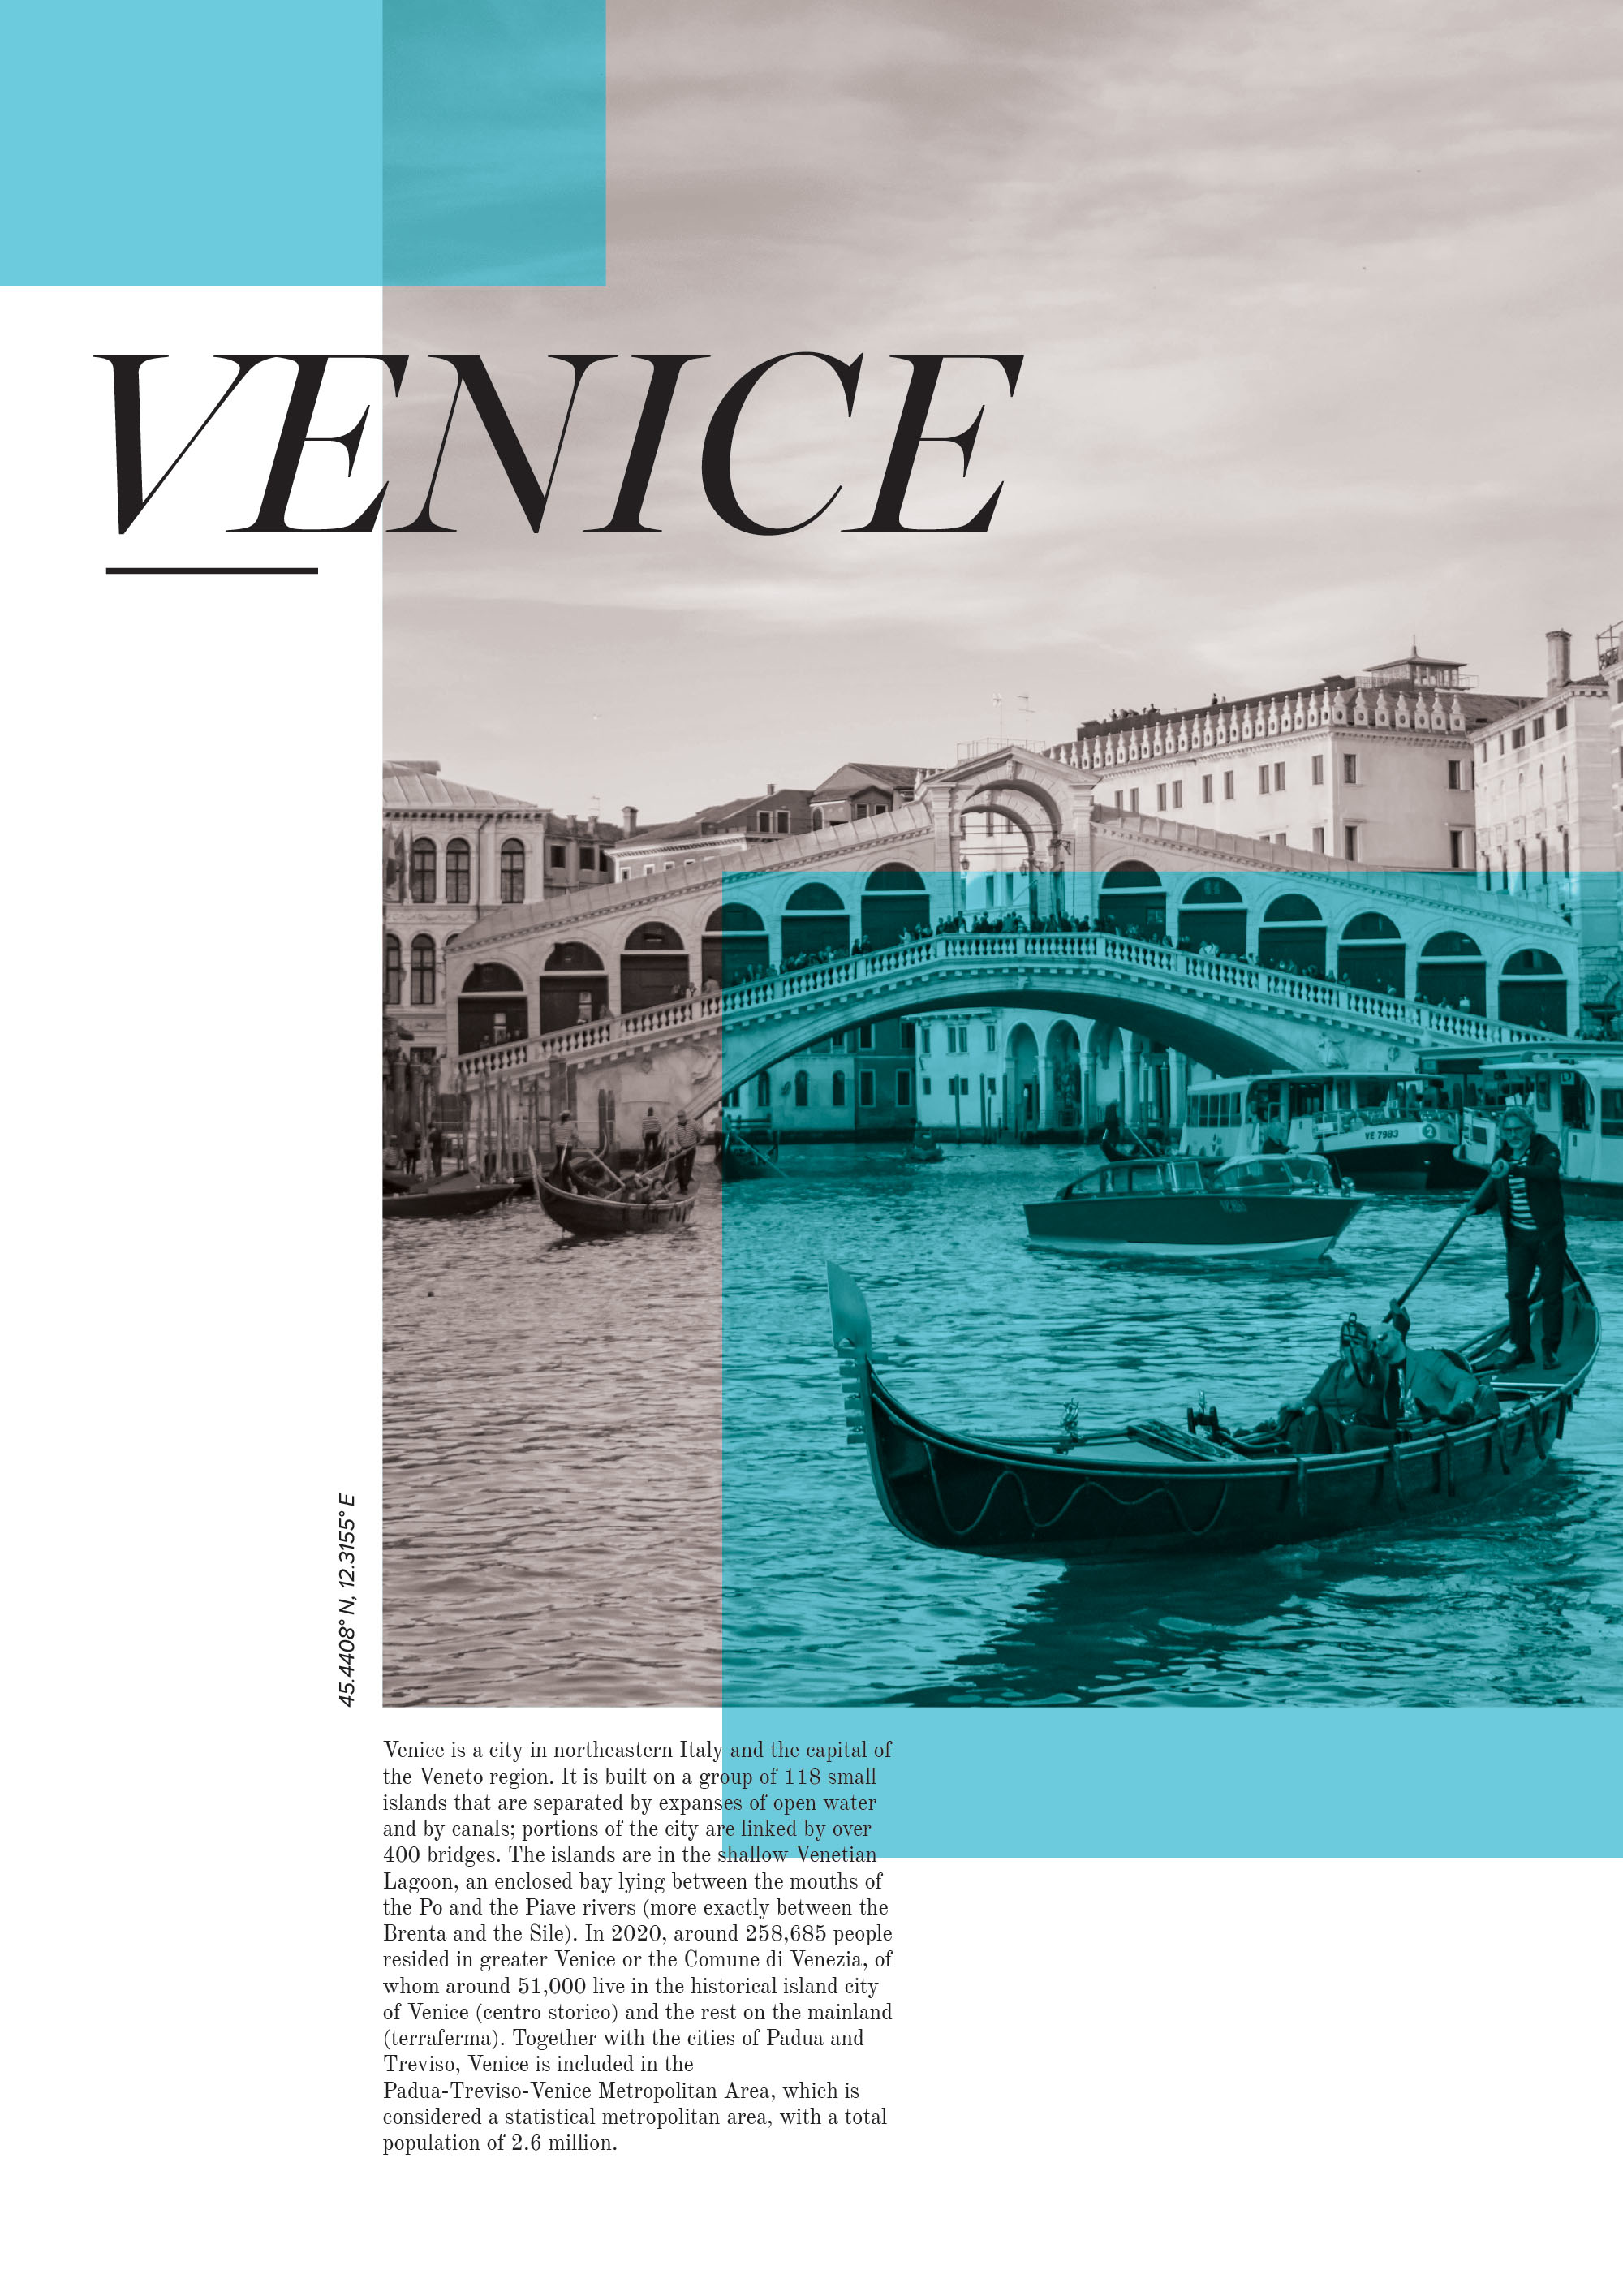 VENICE
VE 7983
2
45.4408° N, 12.3155° E
Venice is a city in northeastern Italy and the capital of
the Veneto region. It is built on a group of 118 small
islands that are separated by expanses of open water
and by canals; portions of the city are linked by over
400 bridges. The islands are in the shallow Venetian
Lagoon, an enclosed bay lying between the mouths of
the Po and the Piave rivers (more exactly between the
Brenta and the Sile). In 2020, around 258,685 people
resided in greater Venice or the Comune di Venezia, of
whom around 51,000 live in the historical island city
of Venice (centro storico) and the rest on the mainland
(terraferma). Together with the cities of Padua and
Treviso, Venice is included in the
Padua-Treviso-Venice Metropolitan Area, which is
considered a statistical metropolitan area, with a total
population of 2.6 million.